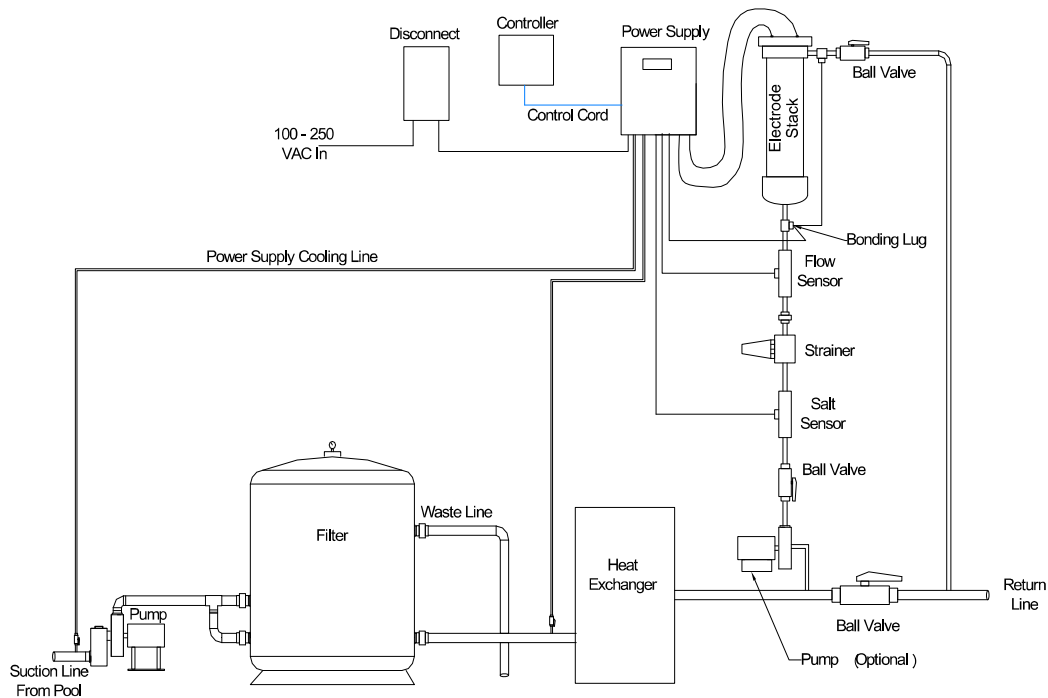 Controller
Disconnect
Power Supply
Ball Valve
Electrode
Stack
Control Cord
100 - 250
VAC In
Bonding Lug
Power Supply Cooling Line
Flow
Sensor
Strainer
Salt
Sensor
Ball Valve
Waste Line
Filter
Heat
Exchanger
Return
Line
Pump
Ball Valve
Pump (Optional)
Suction Line
From Pool